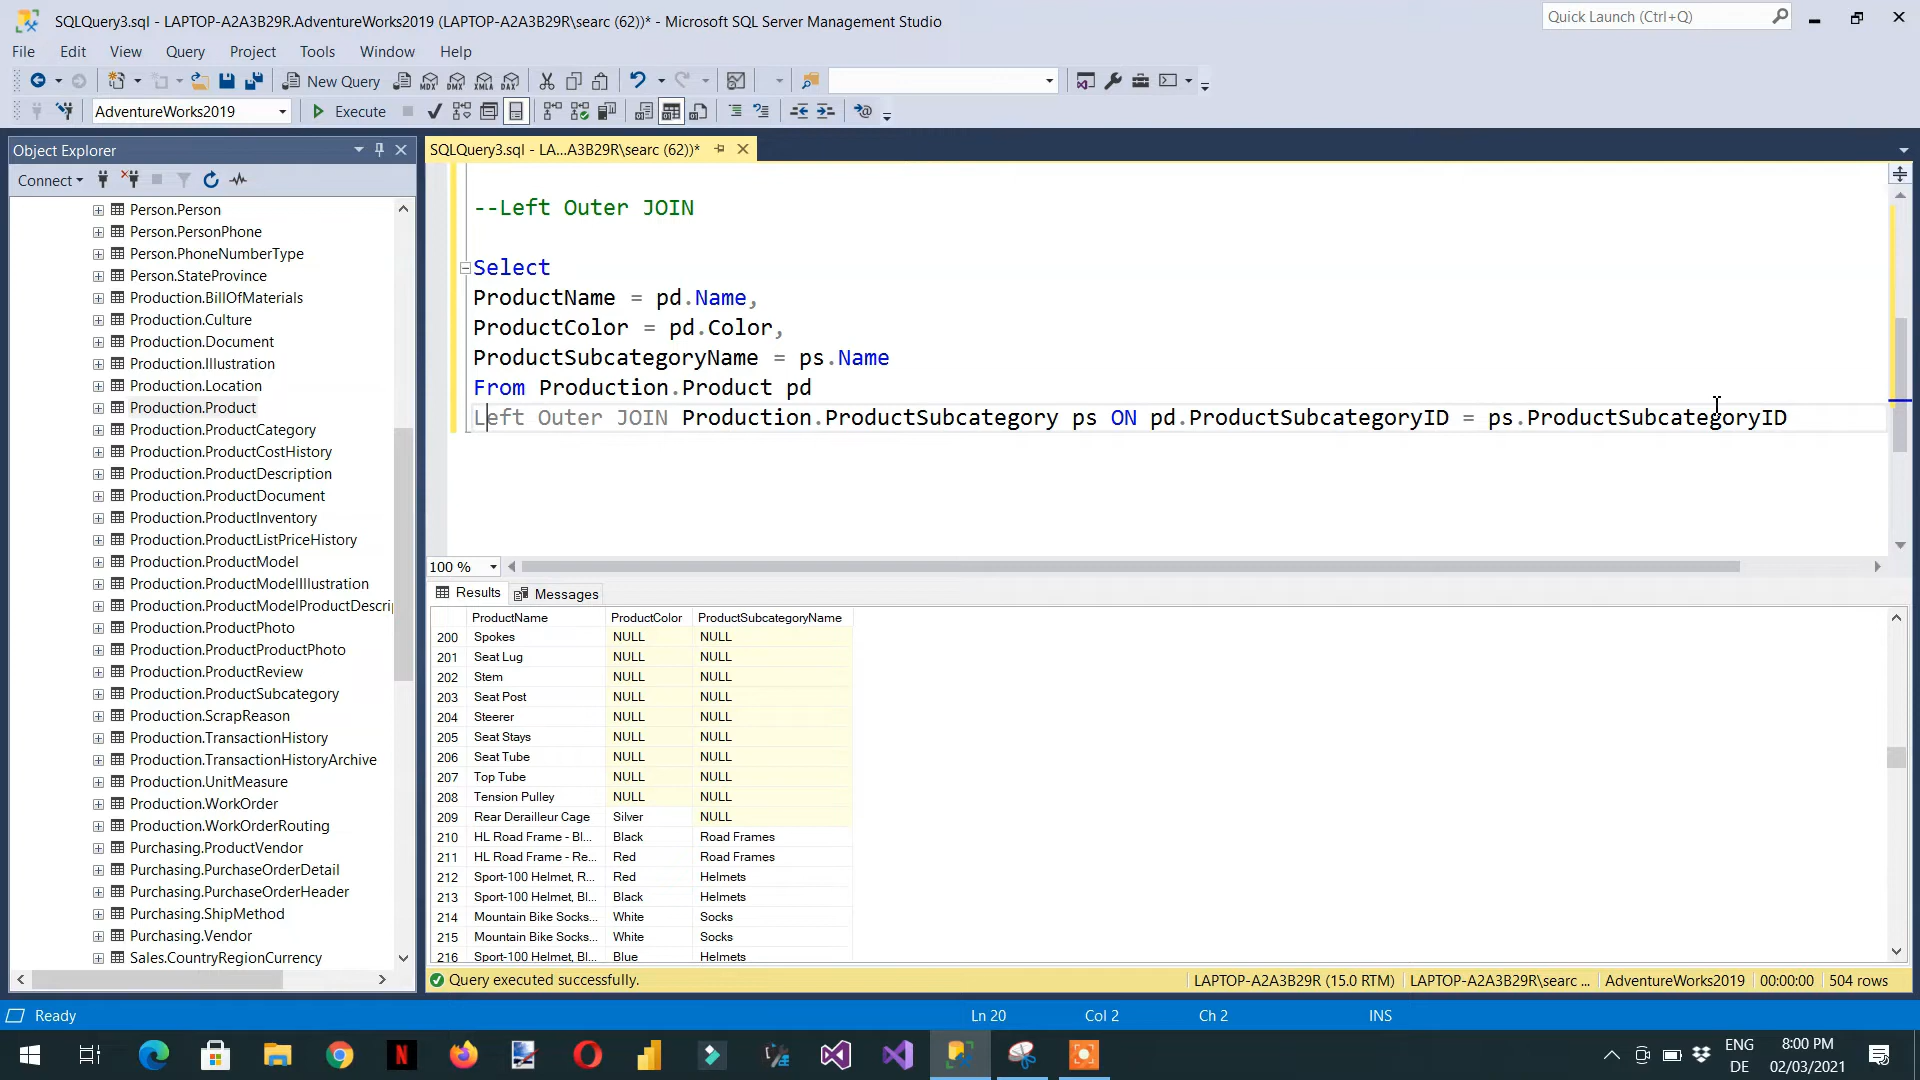 SQLQuery3.sql - LAPTOP-A2A3B29R.AdventureWorks2019 (LAPTOP-A2A3B29R\searc (62))* - Microsoft SQL Server Management Studio
Quick Launch (Ctrl+Q)
File Edit View Query Project Tools Window Help
New Query MDX DMX XMLA DAX
AdventureWorks2019 Execute
Object Explorer
Connect
Person.Person
Person.PersonPhone
Person.PhoneNumberType
Person.StateProvince
Production.BillOfMaterials
Production.Culture
Production.Document
Production.Illustration
Production.Location
Production.Product
Production.ProductCategory
Production.ProductCostHistory
Production.ProductDescription
Production.ProductDocument
Production.ProductInventory
Production.ProductListPriceHistory
Production.ProductModel
Production.ProductModelIllustration
Production.ProductModelProductDescri
Production.ProductPhoto
Production.ProductProductPhoto
Production.ProductReview
Production.ProductSubcategory
Production.ScrapReason
Production.TransactionHistory
Production.TransactionHistoryArchive
Production.UnitMeasure
Production.WorkOrder
Production.WorkOrderRouting
Purchasing.ProductVendor
Purchasing.PurchaseOrderDetail
Purchasing.PurchaseOrderHeader
Purchasing.ShipMethod
Purchasing.Vendor
Sales.CountryRegionCurrency
SQLQuery3.sql - LA...A3B29R\searc (62))*
--Left Outer JOIN
Select
ProductName = pd.Name,
ProductColor = pd.Color,
ProductSubcategoryName = ps.Name
From Production.Product pd
Left Outer JOIN Production.ProductSubcategory ps ON pd.ProductSubcategoryID = ps.ProductSubcategoryID
100 %
Results Messages
ProductName ProductColor ProductSubcategoryName
200 Spokes NULL NULL
201 Seat Lug NULL NULL
202 Stem NULL NULL
203 Seat Post NULL NULL
204 Steerer NULL NULL
205 Seat Stays NULL NULL
206 Seat Tube NULL NULL
207 Top Tube NULL NULL
208 Tension Pulley NULL NULL
209 Rear Derailleur Cage Silver NULL
210 HL Road Frame - Bl... Black Road Frames
211 HL Road Frame - Re... Red Road Frames
212 Sport-100 Helmet, R... Red Helmets
213 Sport-100 Helmet, Bl... Black Helmets
214 Mountain Bike Socks... White Socks
215 Mountain Bike Socks... White Socks
216 Sport-100 Helmet, Bl... Blue Helmets
Query executed successfully. LAPTOP-A2A3B29R (15.0 RTM) LAPTOP-A2A3B29R\searc ... AdventureWorks2019 00:00:00 504 rows
Ready Ln 20 Col 2 Ch 2 INS
ENG 8:00 PM
DE 02/03/2021